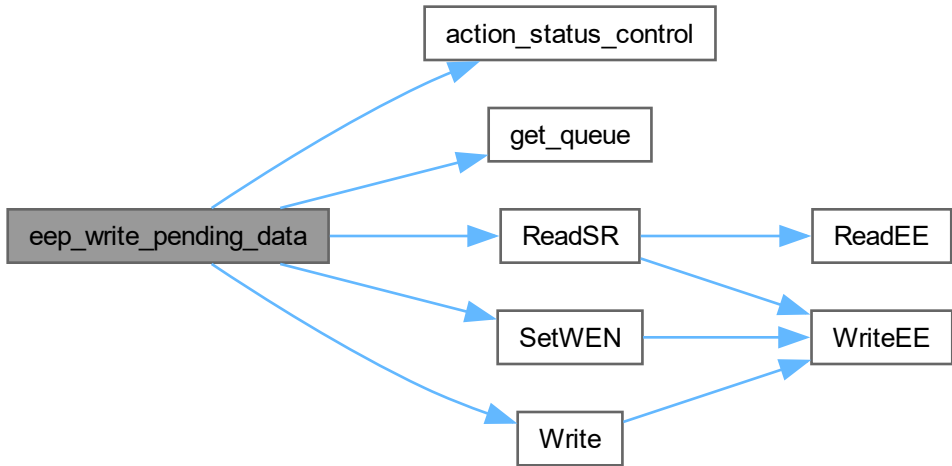 action_status_control
get_queue
eep_write_pending_data
ReadSR
ReadEE
SetWEN
WriteEE
Write